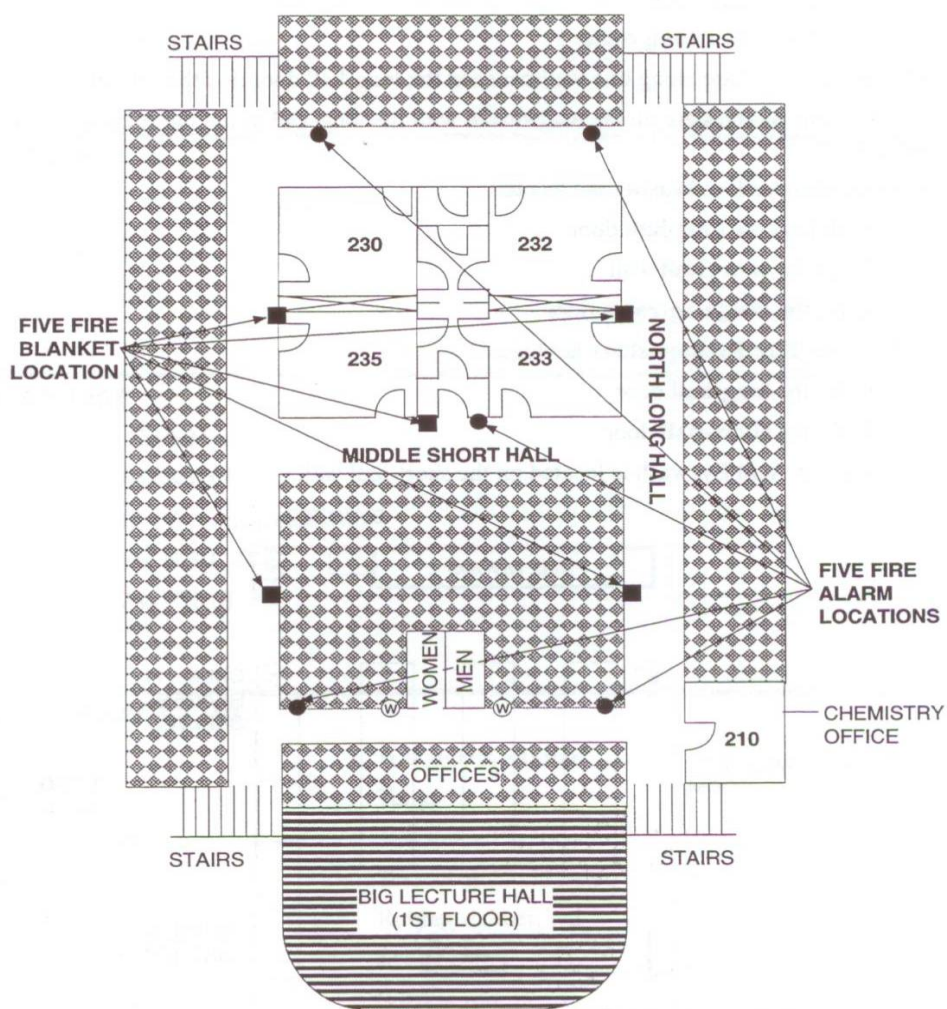 STAIRS
STAIRS
230
232
FIVE FIRE
BLANKET
LOCATION
235
233
NORTH LONG HALL
MIDDLE SHORT HALL
FIVE FIRE
ALARM
LOCATIONS
WOMEN
MEN
W
W
210
CHEMISTRY
OFFICE
OFFICES
STAIRS
STAIRS
BIG LECTURE HALL
(1ST FLOOR)